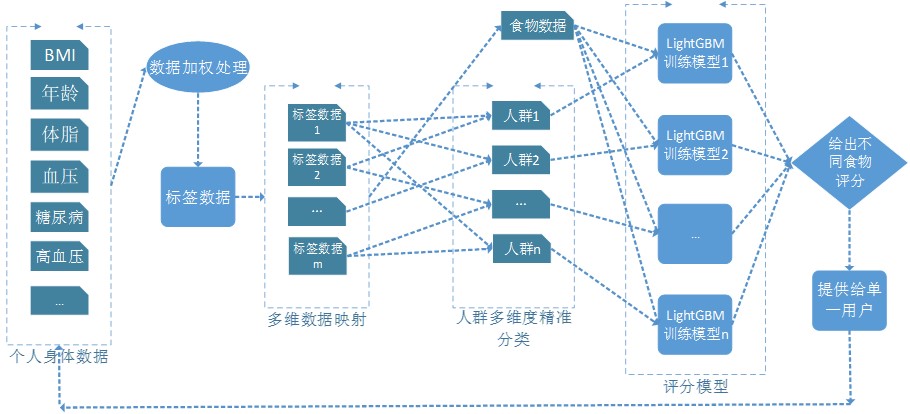 BMI
年龄
体脂
血压
糖尿病
高血压
...
个人身体数据
数据加权处理
标签数据
标签数据
1
标签数据
2
...
标签数据
m
多维数据映射
食物数据
人群1
人群2
...
人群n
人群多维度精准
分类
LightGBM
训练模型1
LightGBM
训练模型2
...
LightGBM
训练模型n
评分模型
给出不
同食物
评分
提供给单
一用户